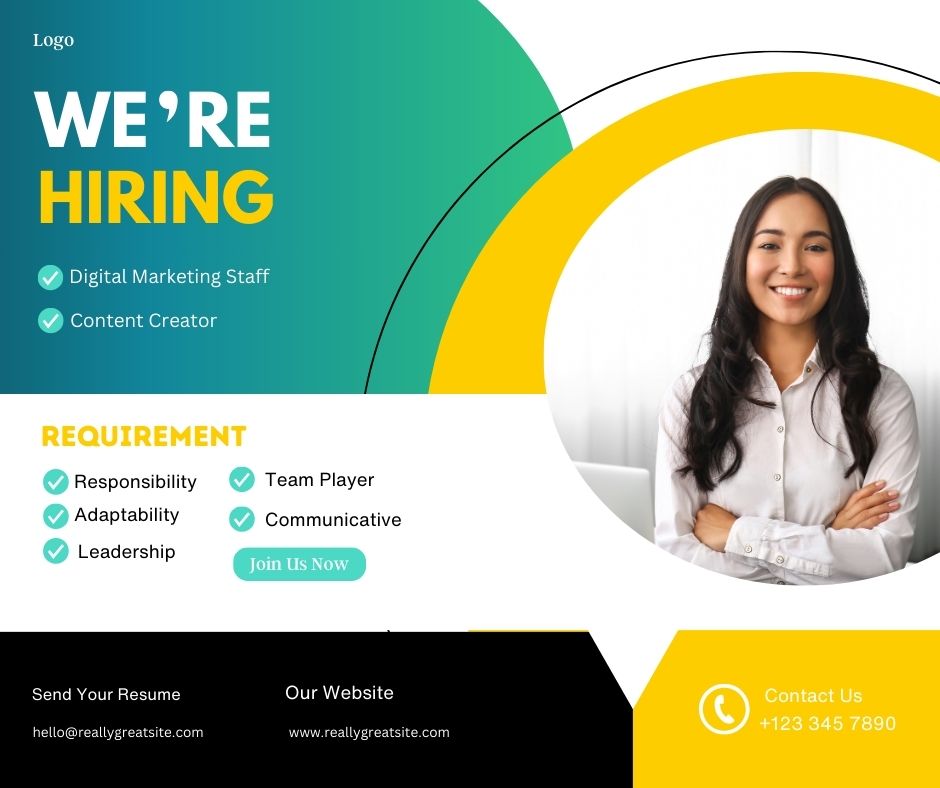 Logo
WE’RE
HIRING
Digital Marketing Staff
Content Creator
REQUIREMENT
Responsibility
Adaptability
Leadership
Team Player
Communicative
Join Us Now
Send Your Resume
hello@reallygreatsite.com
Our Website
www.reallygreatsite.com
Contact Us
+123 345 7890